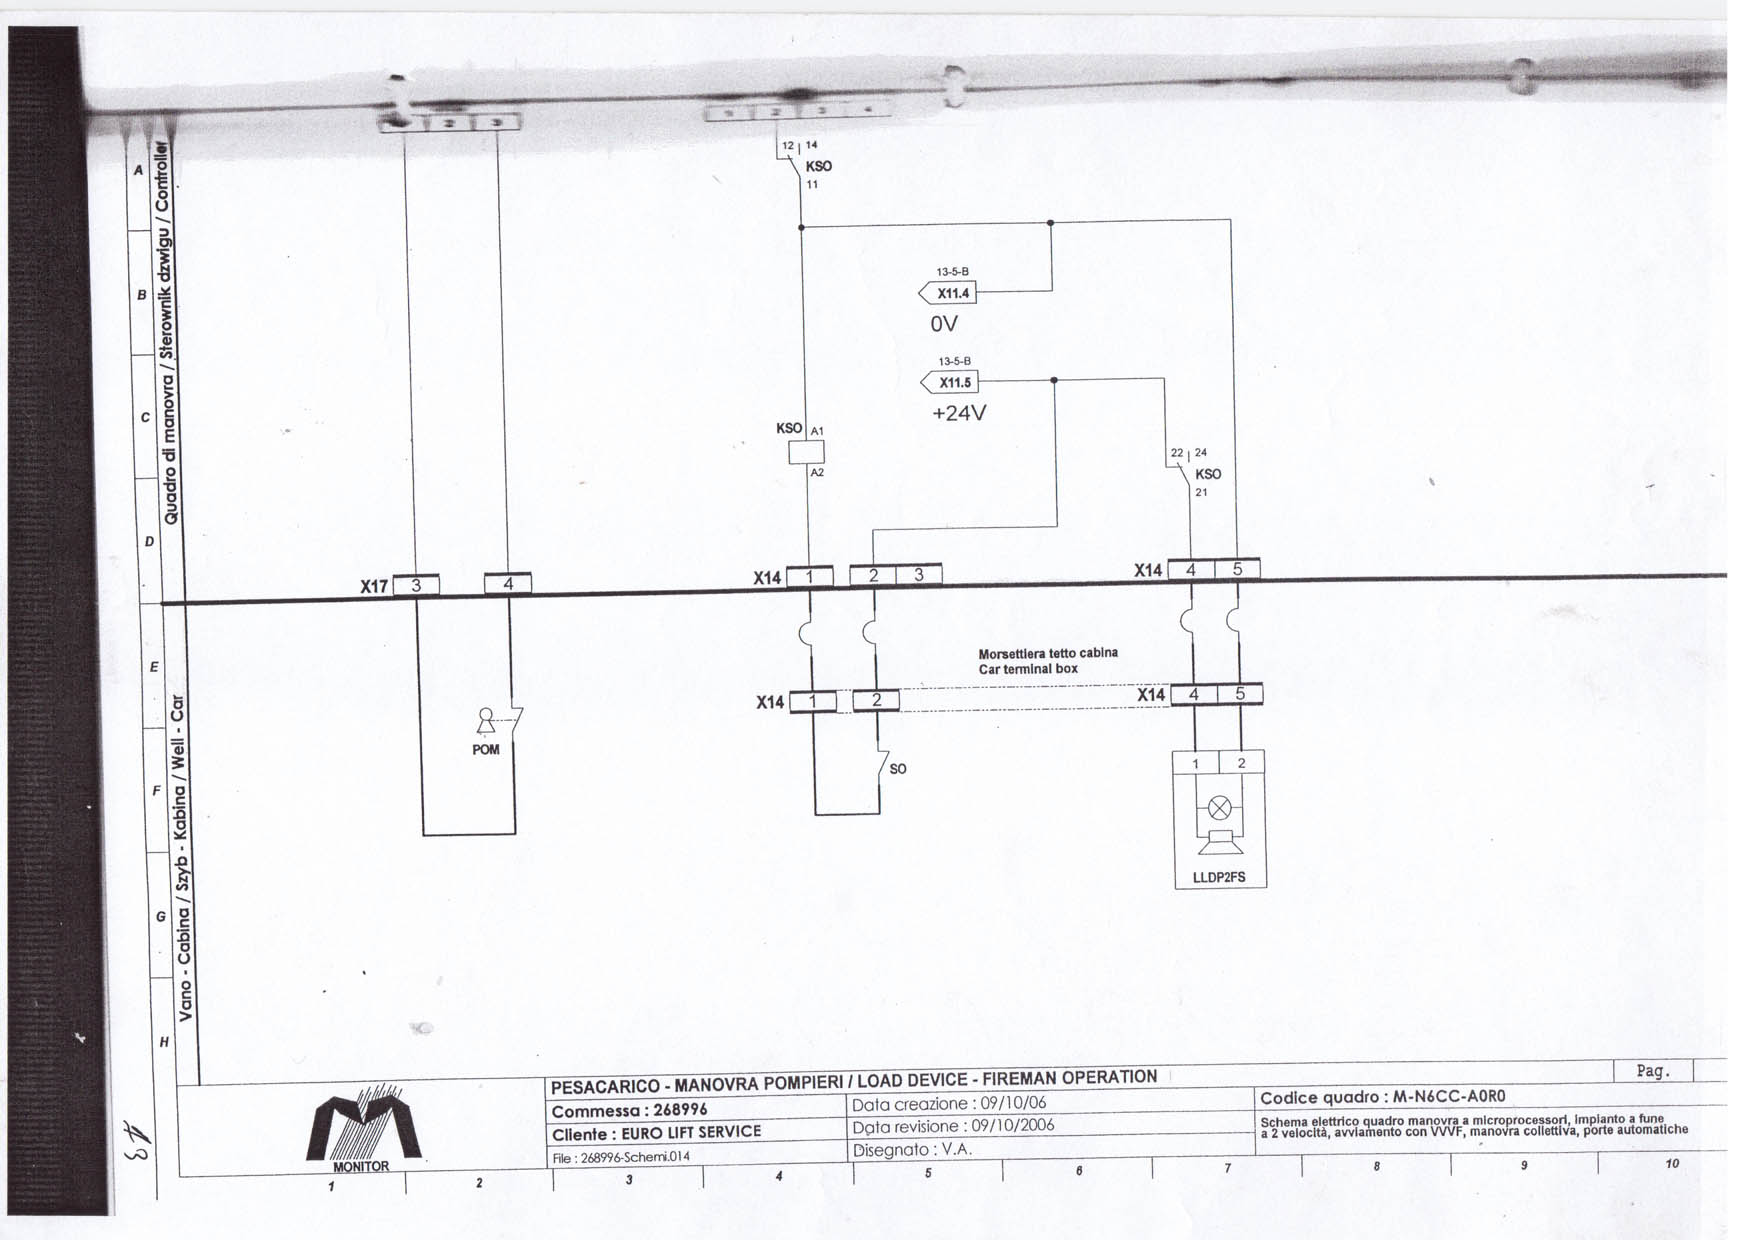 2 3
1 2 3 4
12 14
KSO
11
A
B
C
D
E
F
G
H
Quadro di manovra / Sterownik dzwigu / Controller
Vano - Cabina / Szyb - Kabina / Well - Car
13-5-B
X11.4
0V
13-5-B
X11.5
+24V
KSO A1
A2
22 24
KSO
21
X17 3 4
X14 1 2 3
X14 4 5
Morsettiera tetto cabina
Car terminal box
X14 1 2
X14 4 5
POM
SO
1 2
LLDP2FS
MONITOR
PESACARICO - MANOVRA POMPIERI / LOAD DEVICE - FIREMAN OPERATION
Commessa : 268996
Cliente : EURO LIFT SERVICE
File : 268996-Schemi.014
Data creazione : 09/10/06
Data revisione : 09/10/2006
Disegnato : V.A.
Pag.
Codice quadro : M-N6CC-A0R0
Schema elettrico quadro manovra a microprocessori, impianto a fune
a 2 velocità, avviamento con VVVF, manovra collettiva, porte automatiche
1 2 3 4 5 6 7 8 9 10